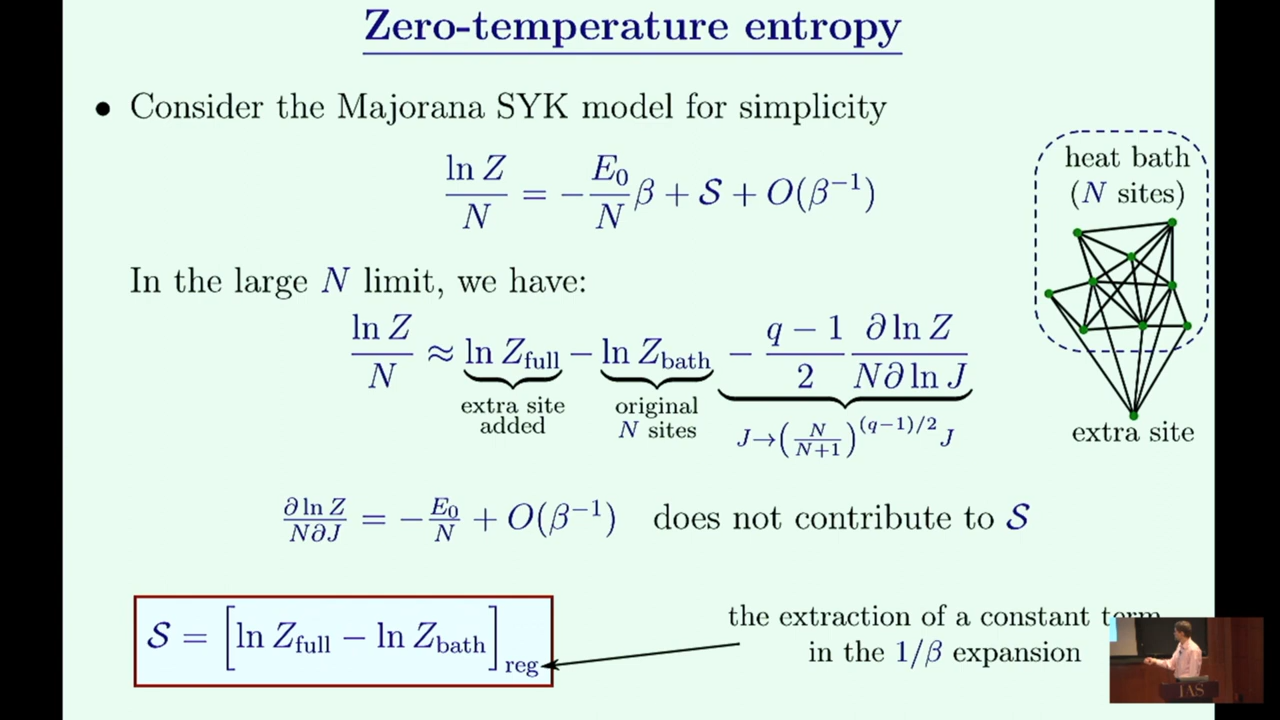 Zero-temperature entropy
• Consider the Majorana SYK model for simplicity
ln Z / N = − E₀/N β + 𝒮 + O(β⁻¹)
heat bath
(N sites)
In the large N limit, we have:
ln Z / N ≈ ln Z_full − ln Z_bath − (q − 1)/2 ∂ ln Z / N∂ ln J
extra site
added
original
N sites
J→(N/(N+1))^((q−1)/2) J
extra site
∂ ln Z / N∂J = − E₀/N + O(β⁻¹) does not contribute to 𝒮
𝒮 = [ln Z_full − ln Z_bath]_reg
the extraction of a constant term
in the 1/β expansion
IAS